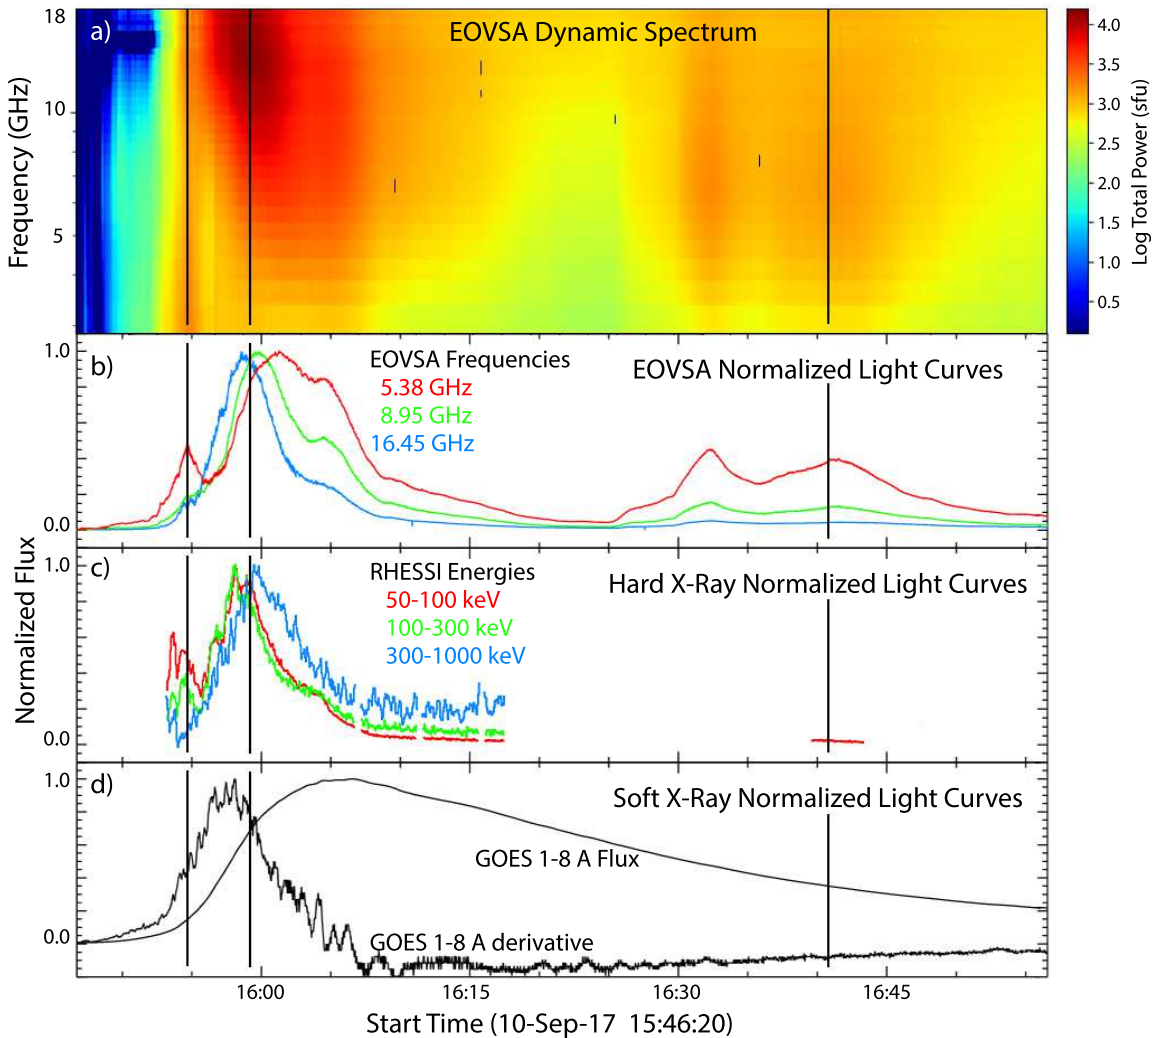 a)
EOVSA Dynamic Spectrum
18
10
5
Frequency (GHz)
4.0
3.5
3.0
2.5
2.0
1.5
1.0
0.5
Log Total Power (sfu)
b)
EOVSA Frequencies
5.38 GHz
8.95 GHz
16.45 GHz
EOVSA Normalized Light Curves
1.0
0.0
Normalized Flux
c)
RHESSI Energies
50-100 keV
100-300 keV
300-1000 keV
Hard X-Ray Normalized Light Curves
1.0
0.0
d)
Soft X-Ray Normalized Light Curves
GOES 1-8 A Flux
GOES 1-8 A derivative
1.0
0.0
16:00
16:15
16:30
16:45
Start Time (10-Sep-17 15:46:20)